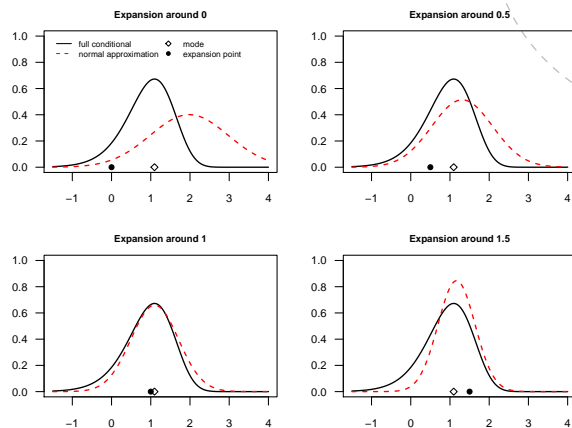 Expansion around 0
full conditional
normal approximation
mode
expansion point
0.0 0.2 0.4 0.6 0.8 1.0
−1 0 1 2 3 4
Expansion around 0.5
0.0 0.2 0.4 0.6 0.8 1.0
−1 0 1 2 3 4
Expansion around 1
0.0 0.2 0.4 0.6 0.8 1.0
−1 0 1 2 3 4
Expansion around 1.5
0.0 0.2 0.4 0.6 0.8 1.0
−1 0 1 2 3 4